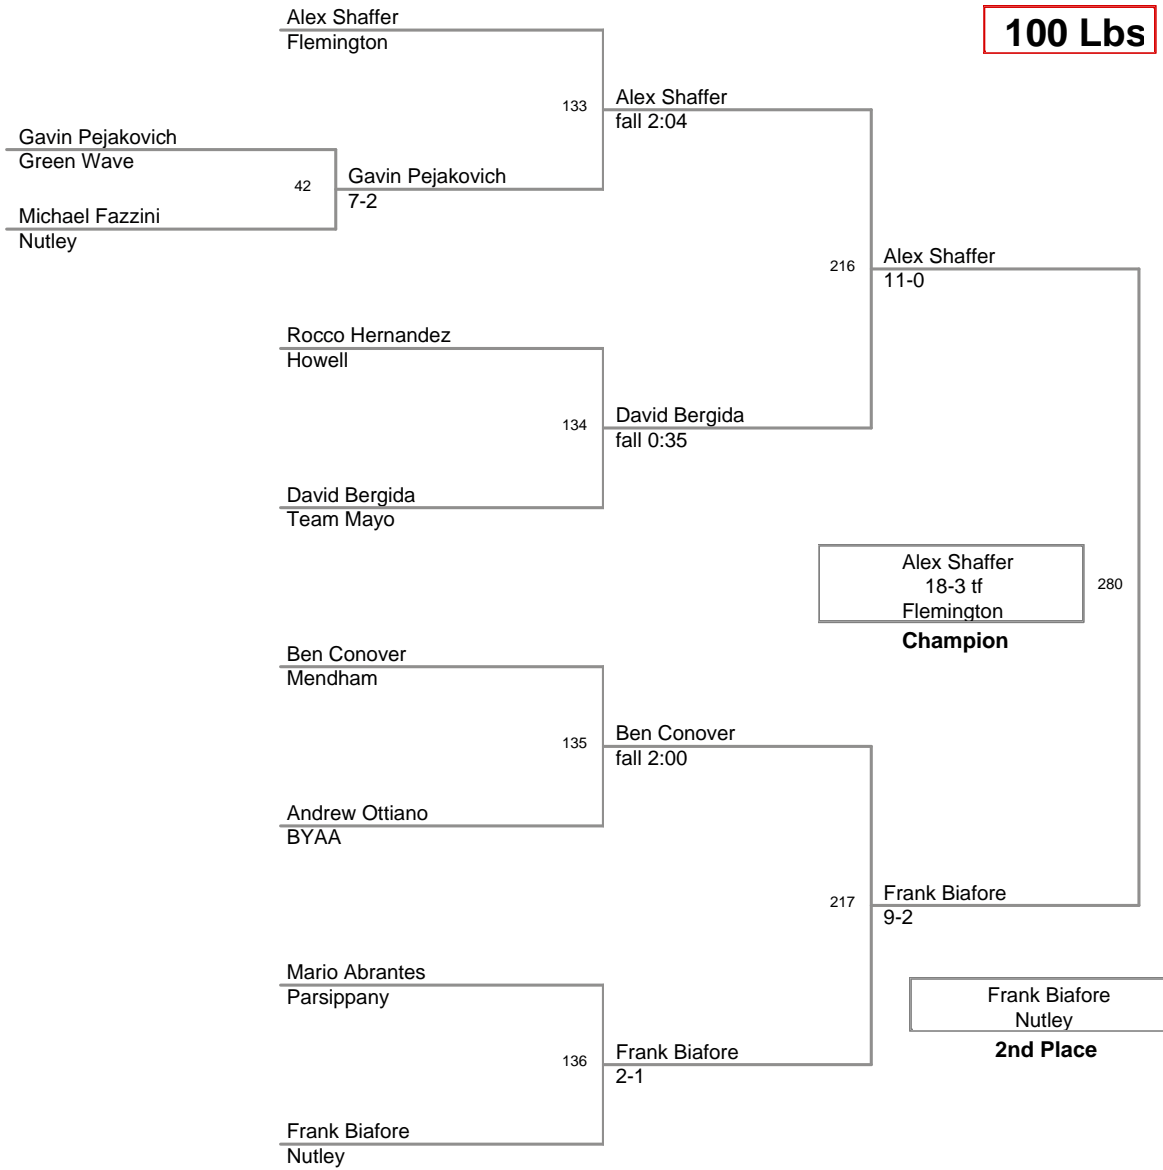 Alex Shaffer
Flemington
100 Lbs
133
Alex Shaffer
fall 2:04
Gavin Pejakovich
Green Wave
42
Gavin Pejakovich
7-2
Michael Fazzini
Nutley
216
Alex Shaffer
11-0
Rocco Hernandez
Howell
134
David Bergida
fall 0:35
David Bergida
Team Mayo
Alex Shaffer
18-3 tf
Flemington
280
Champion
Ben Conover
Mendham
135
Ben Conover
fall 2:00
Andrew Ottiano
BYAA
217
Frank Biafore
9-2
Mario Abrantes
Parsippany
Frank Biafore
Nutley
2nd Place
136
Frank Biafore
2-1
Frank Biafore
Nutley